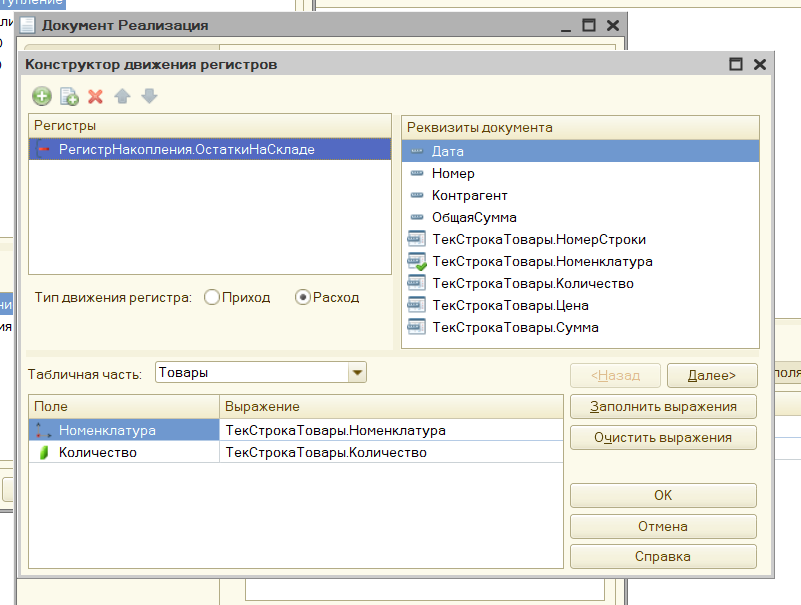 Документ Реализация
Конструктор движения регистров
Регистры
РегистрНакопления.ОстаткиНаСкладе
Реквизиты документа
Дата
Номер
Контрагент
ОбщаяСумма
ТекСтрокаТовары.НомерСтроки
ТекСтрокаТовары.Номенклатура
ТекСтрокаТовары.Количество
ТекСтрокаТовары.Цена
ТекСтрокаТовары.Сумма
Тип движения регистра: Приход Расход
Табличная часть: Товары
<Назад Далее>
Поле Выражение
Номенклатура ТекСтрокаТовары.Номенклатура
Количество ТекСтрокаТовары.Количество
Заполнить выражения
Очистить выражения
OK
Отмена
Справка